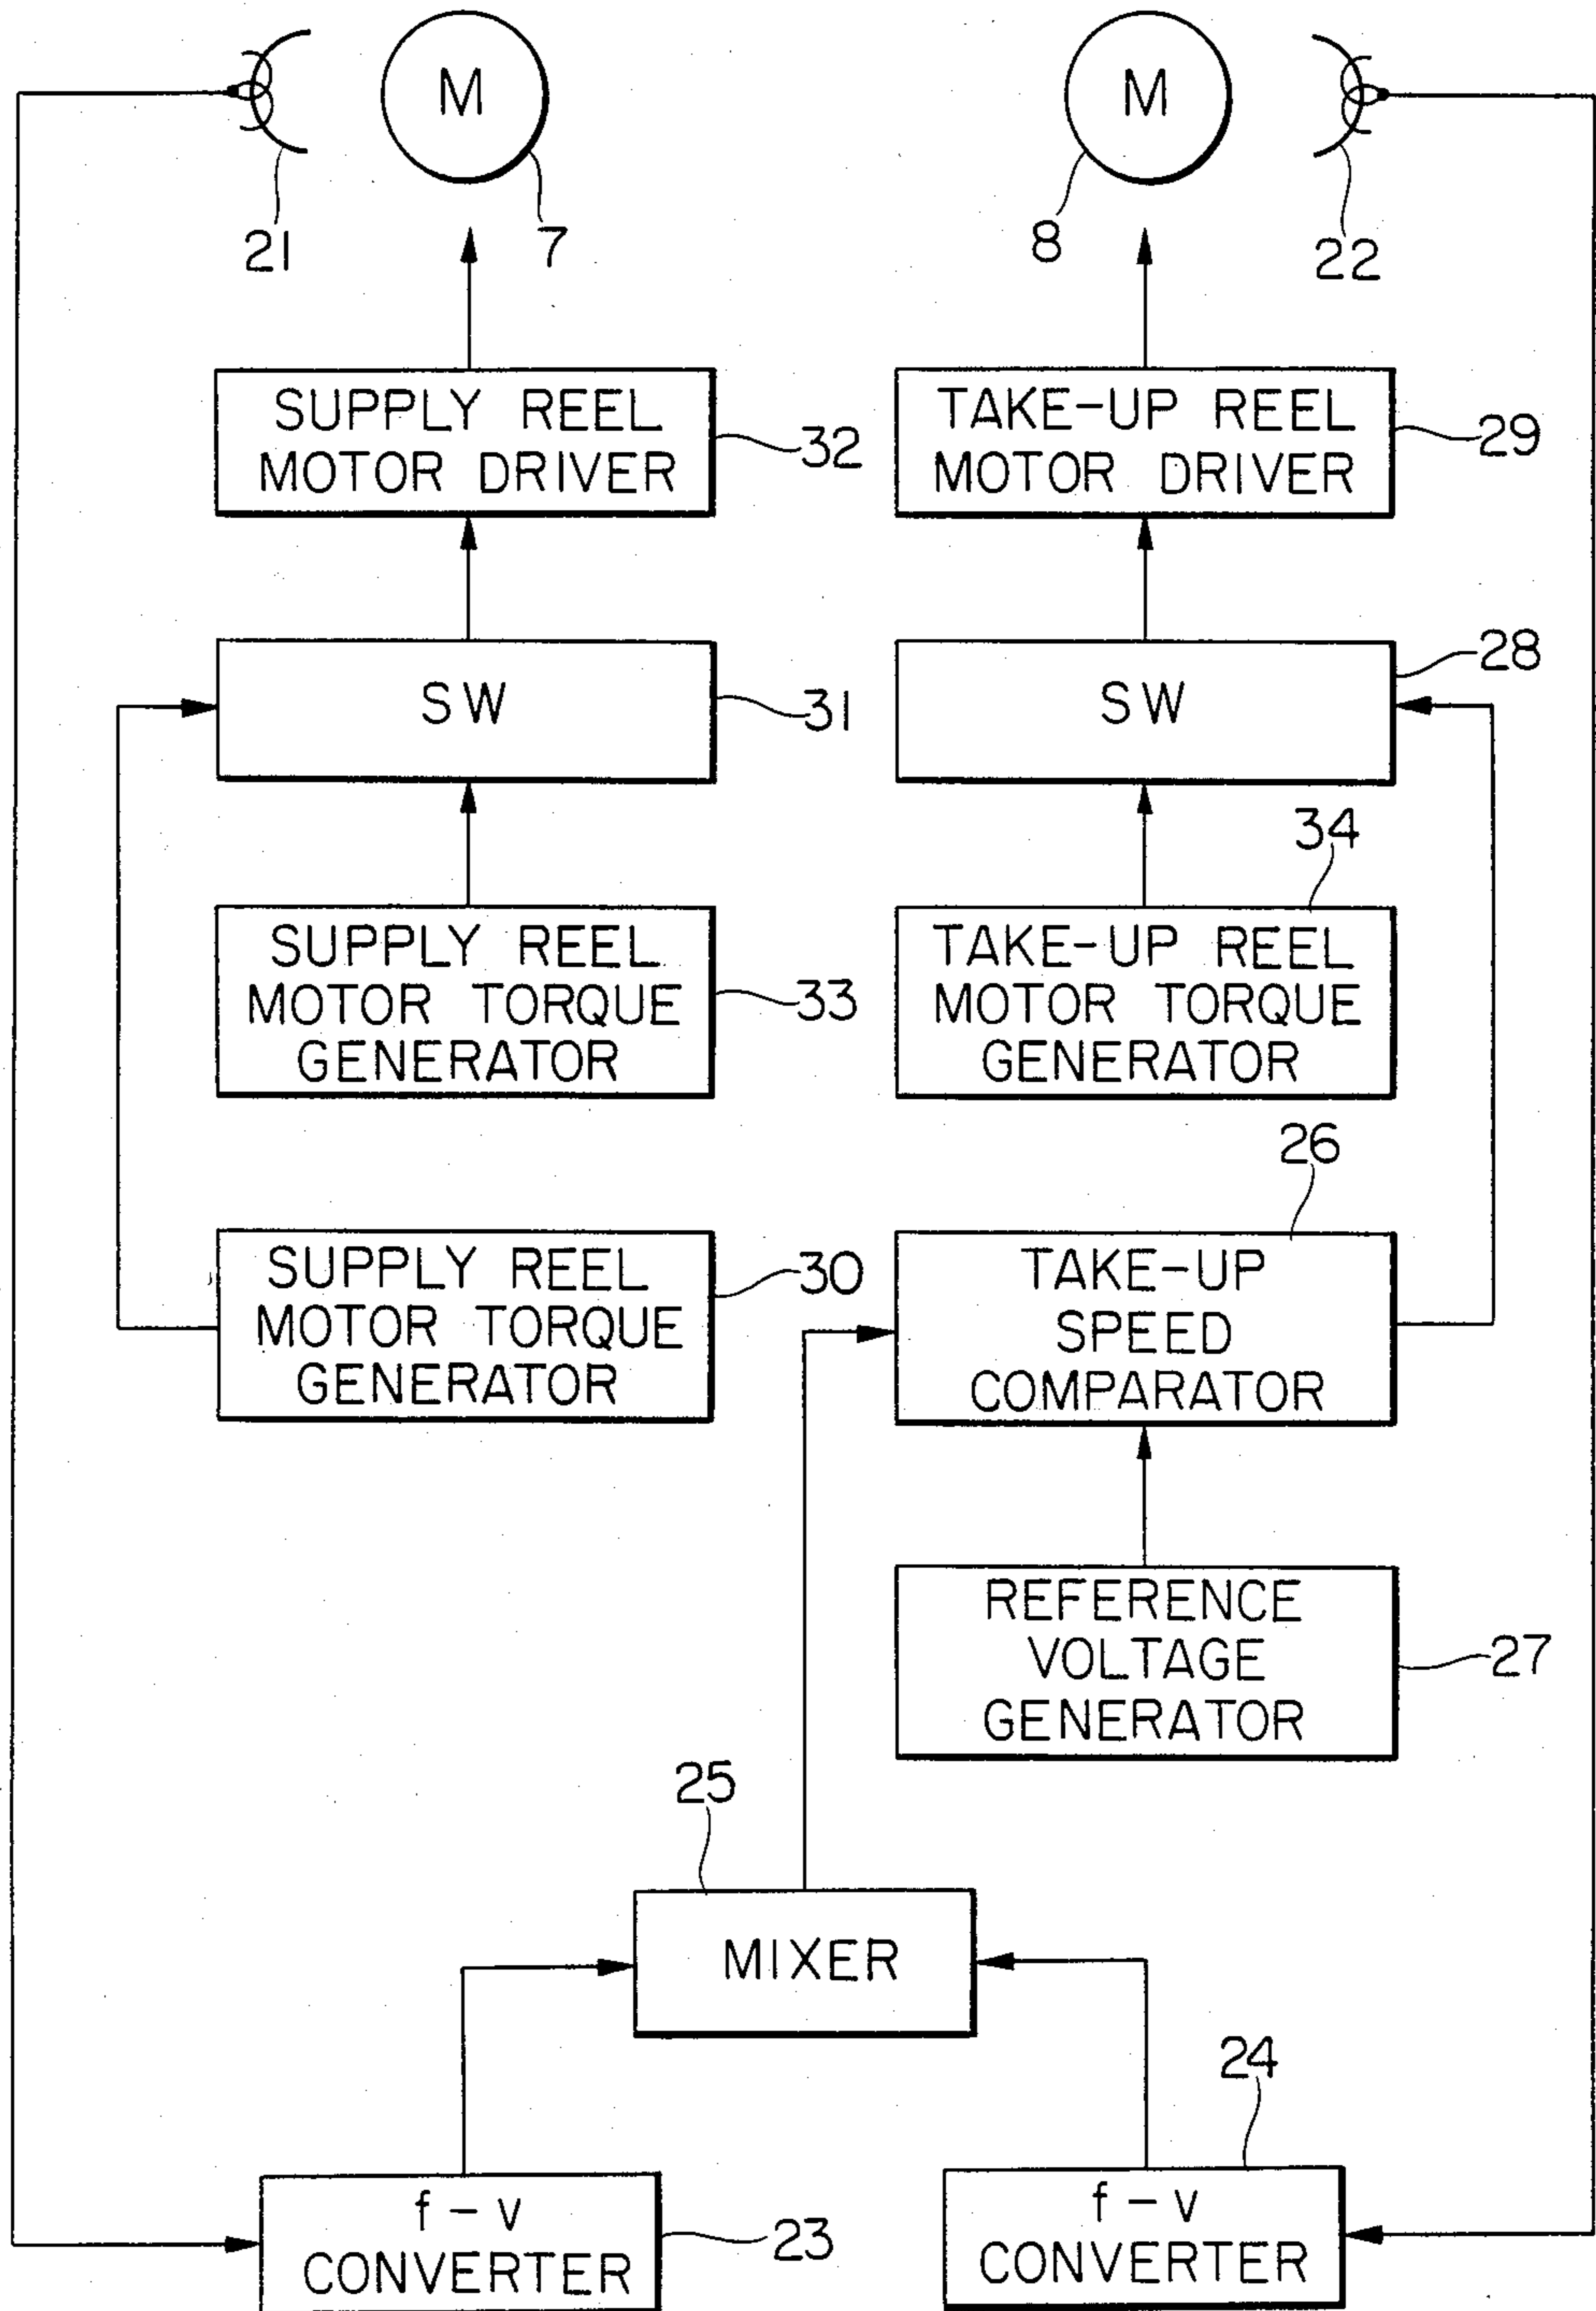 M
M
21
7
8
22
SUPPLY REEL
MOTOR DRIVER
32
TAKE-UP REEL
MOTOR DRIVER
29
SW
31
SW
28
34
SUPPLY REEL
MOTOR TORQUE
GENERATOR
33
TAKE-UP REEL
MOTOR TORQUE
GENERATOR
26
SUPPLY REEL
MOTOR TORQUE
GENERATOR
30
TAKE-UP
SPEED
COMPARATOR
REFERENCE
VOLTAGE
GENERATOR
27
25
MIXER
24
f-v
CONVERTER
23
f-v
CONVERTER